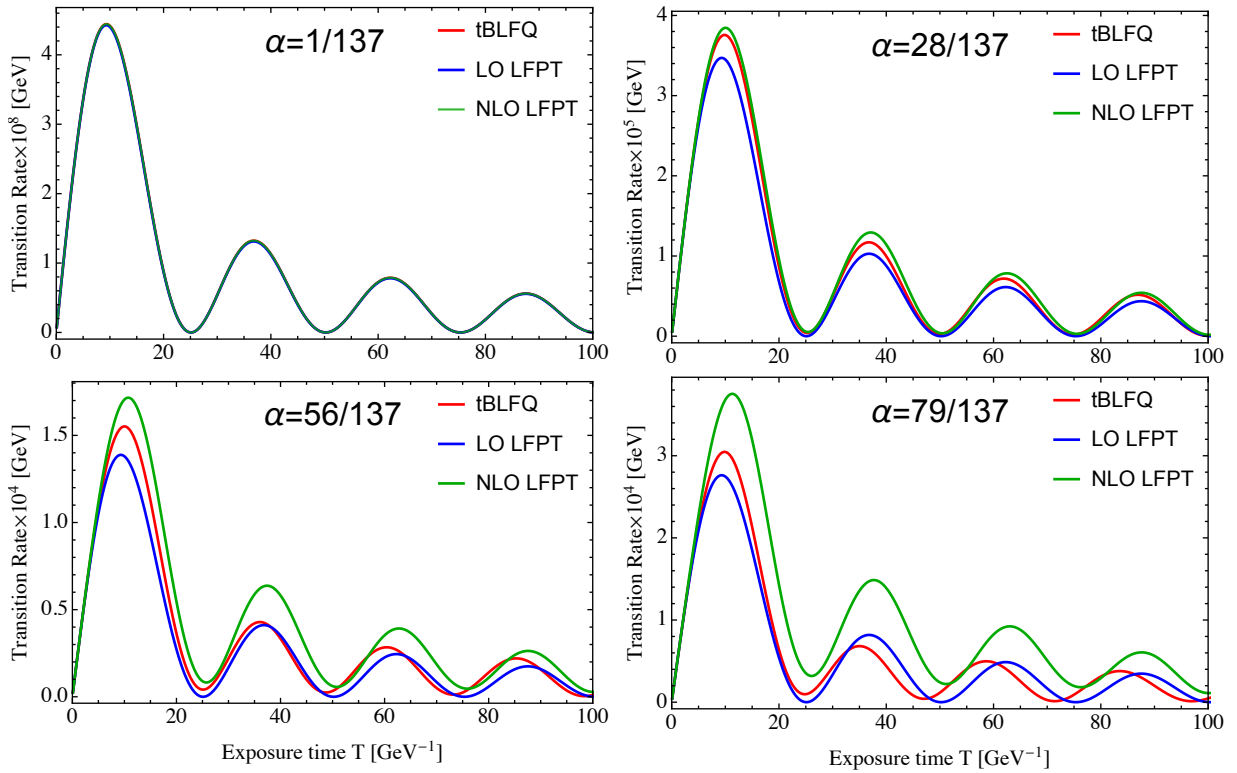 α=1/137
tBLFQ
LO LFPT
NLO LFPT
Transition Rate×10⁸ [GeV]
4
3
2
1
0
0 20 40 60 80 100
α=28/137
tBLFQ
LO LFPT
NLO LFPT
Transition Rate×10⁵ [GeV]
4
3
2
1
0
0 20 40 60 80 100
α=56/137
tBLFQ
LO LFPT
NLO LFPT
Transition Rate×10⁴ [GeV]
1.5
1.0
0.5
0.0
0 20 40 60 80 100
Exposure time T [GeV⁻¹]
α=79/137
tBLFQ
LO LFPT
NLO LFPT
Transition Rate×10⁴ [GeV]
3
2
1
0
0 20 40 60 80 100
Exposure time T [GeV⁻¹]